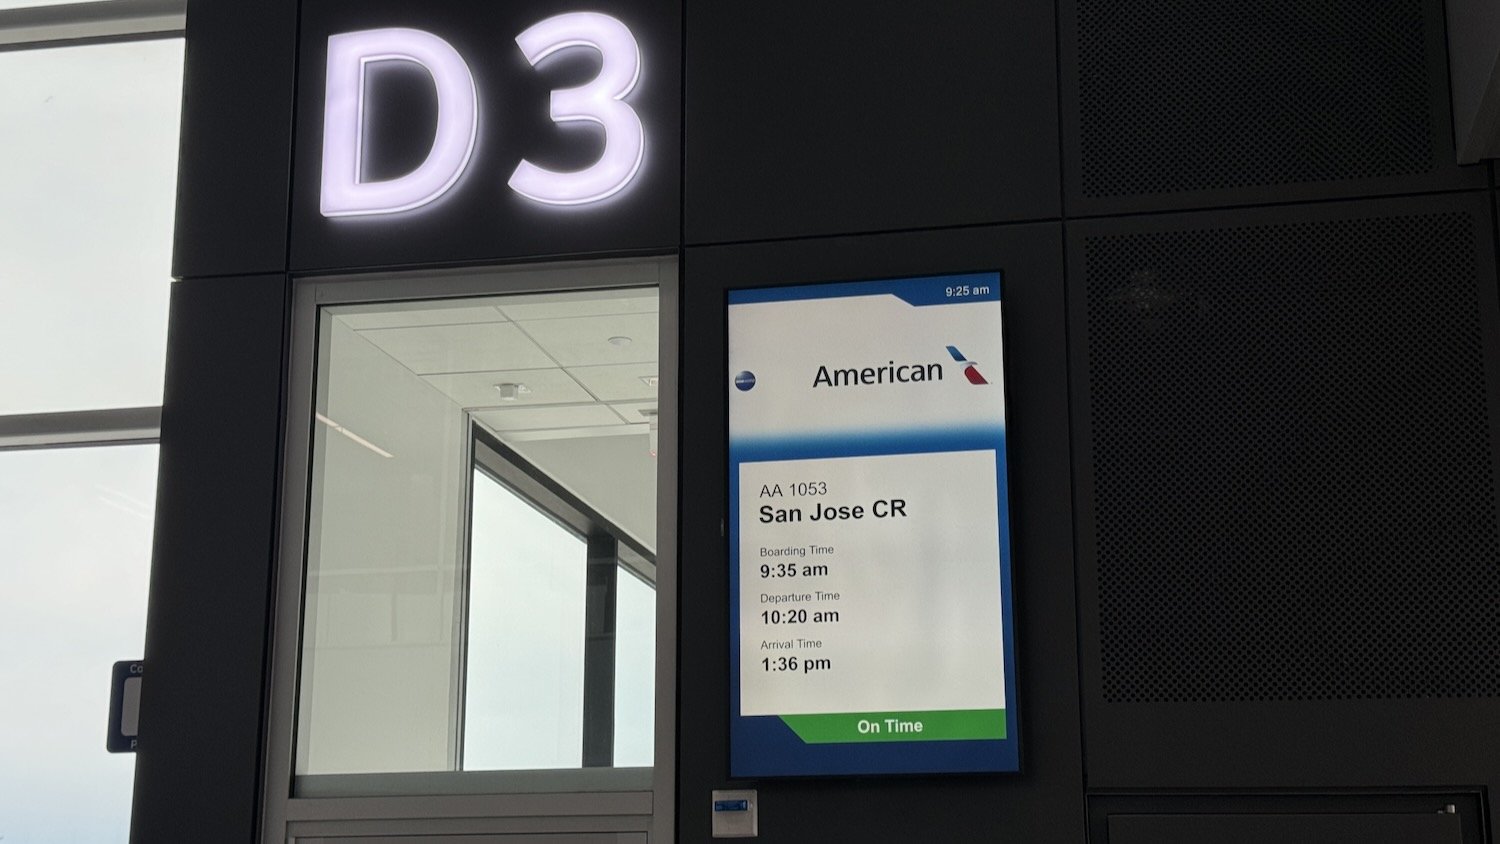 D3
9:25 am
American
AA 1053
San Jose CR
Boarding Time
9:35 am
Departure Time
10:20 am
Arrival Time
1:36 pm
On Time